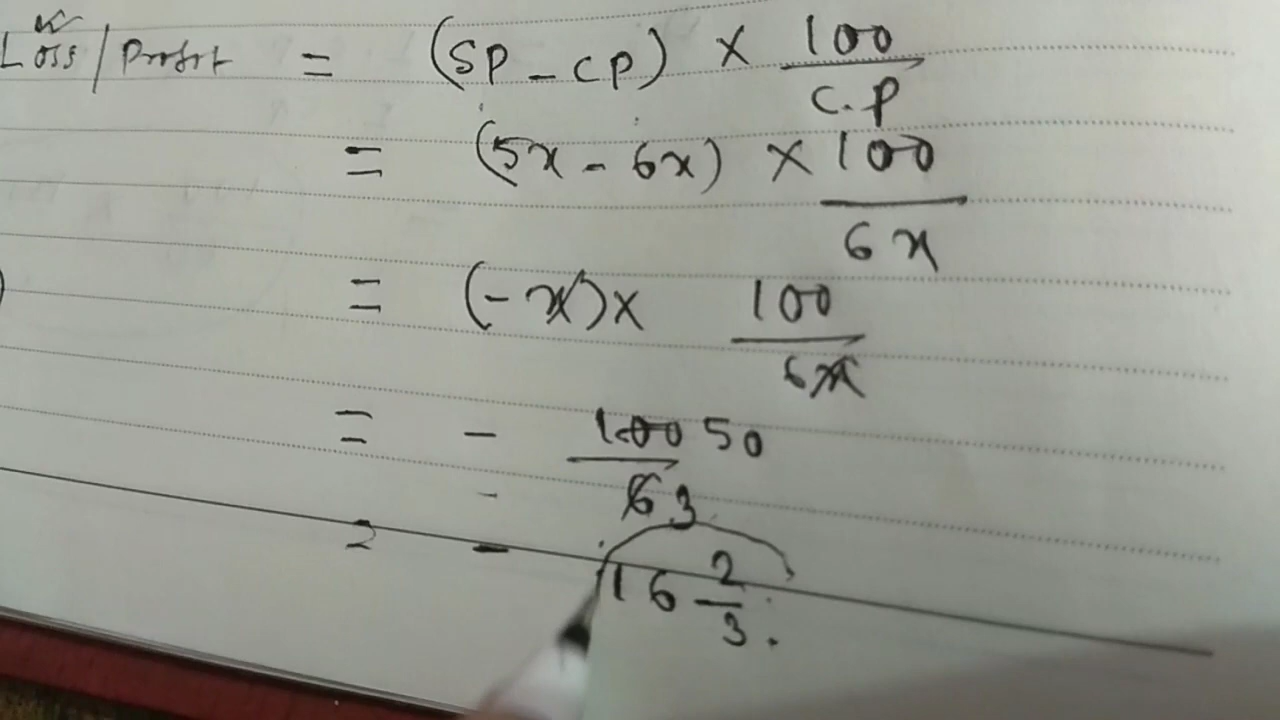 Loss / Profit = (SP - CP) × 100/C.P
= (5x - 6x) × 100/6x
= (-x) × 100/6x
= - 100 50/6 3
= - 16 2/3